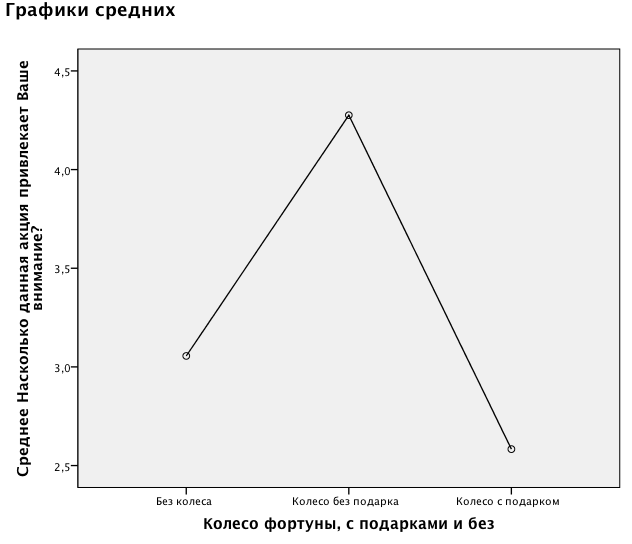 Графики средних
Среднее Насколько данная акция привлекает Ваше
внимание?
4,5
4,0
3,5
3,0
2,5
Без колеса
Колесо без подарка
Колесо с подарком
Колесо фортуны, с подарками и без